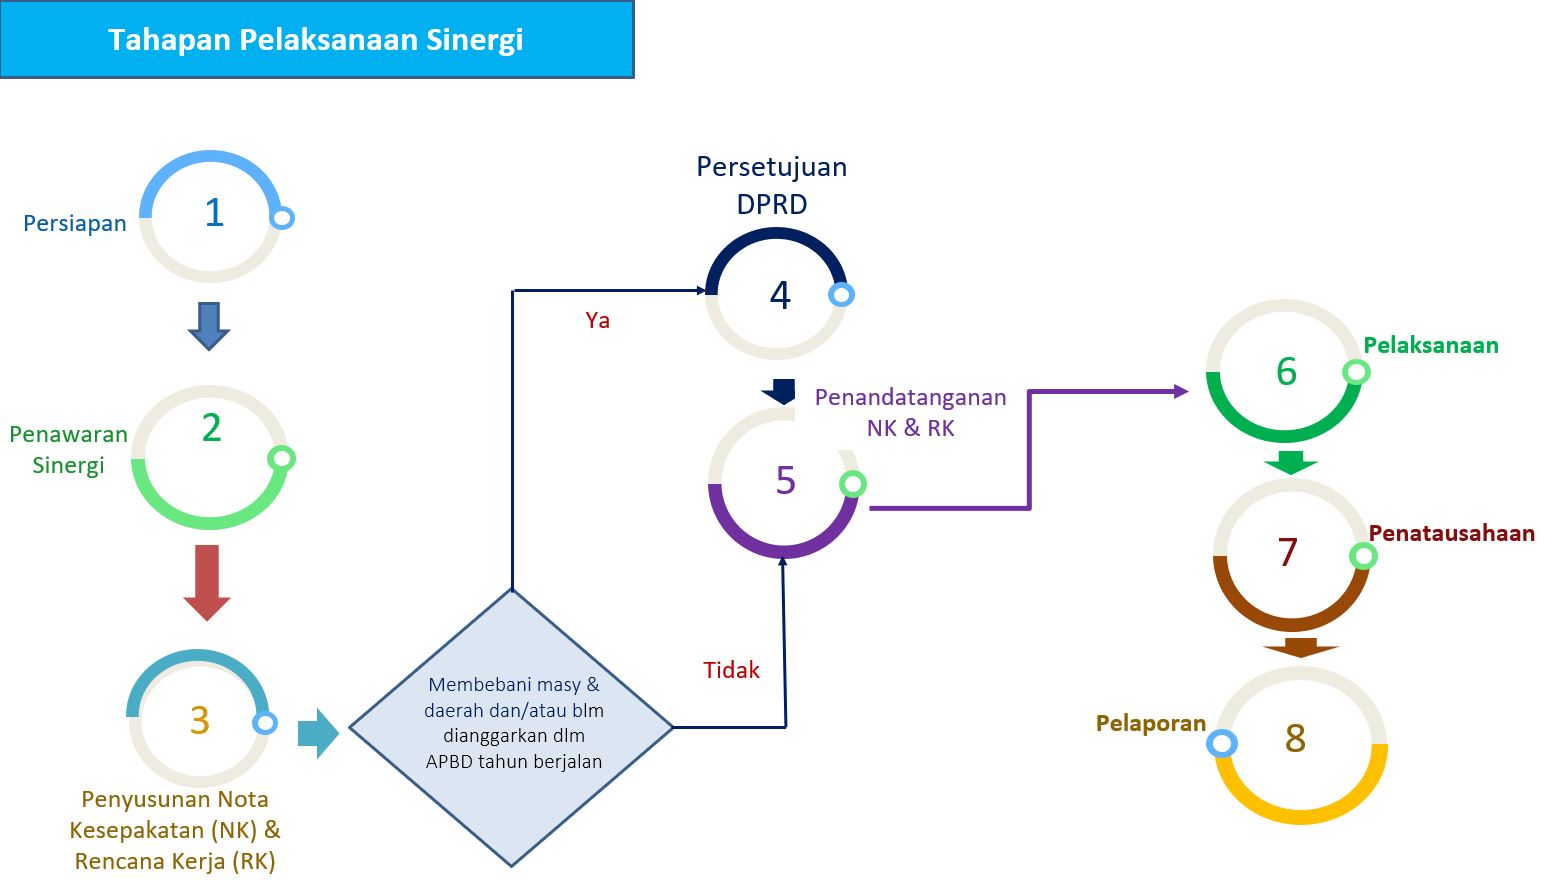 Tahapan Pelaksanaan Sinergi
1
Persiapan
2
Penawaran
Sinergi
3
Penyusunan Nota
Kesepakatan (NK) &
Rencana Kerja (RK)
Membebani masy &
daerah dan/atau blm
dianggarkan dlm
APBD tahun berjalan
Ya
Tidak
Persetujuan
DPRD
4
Penandatanganan
NK & RK
5
6
Pelaksanaan
7
Penatausahaan
8
Pelaporan